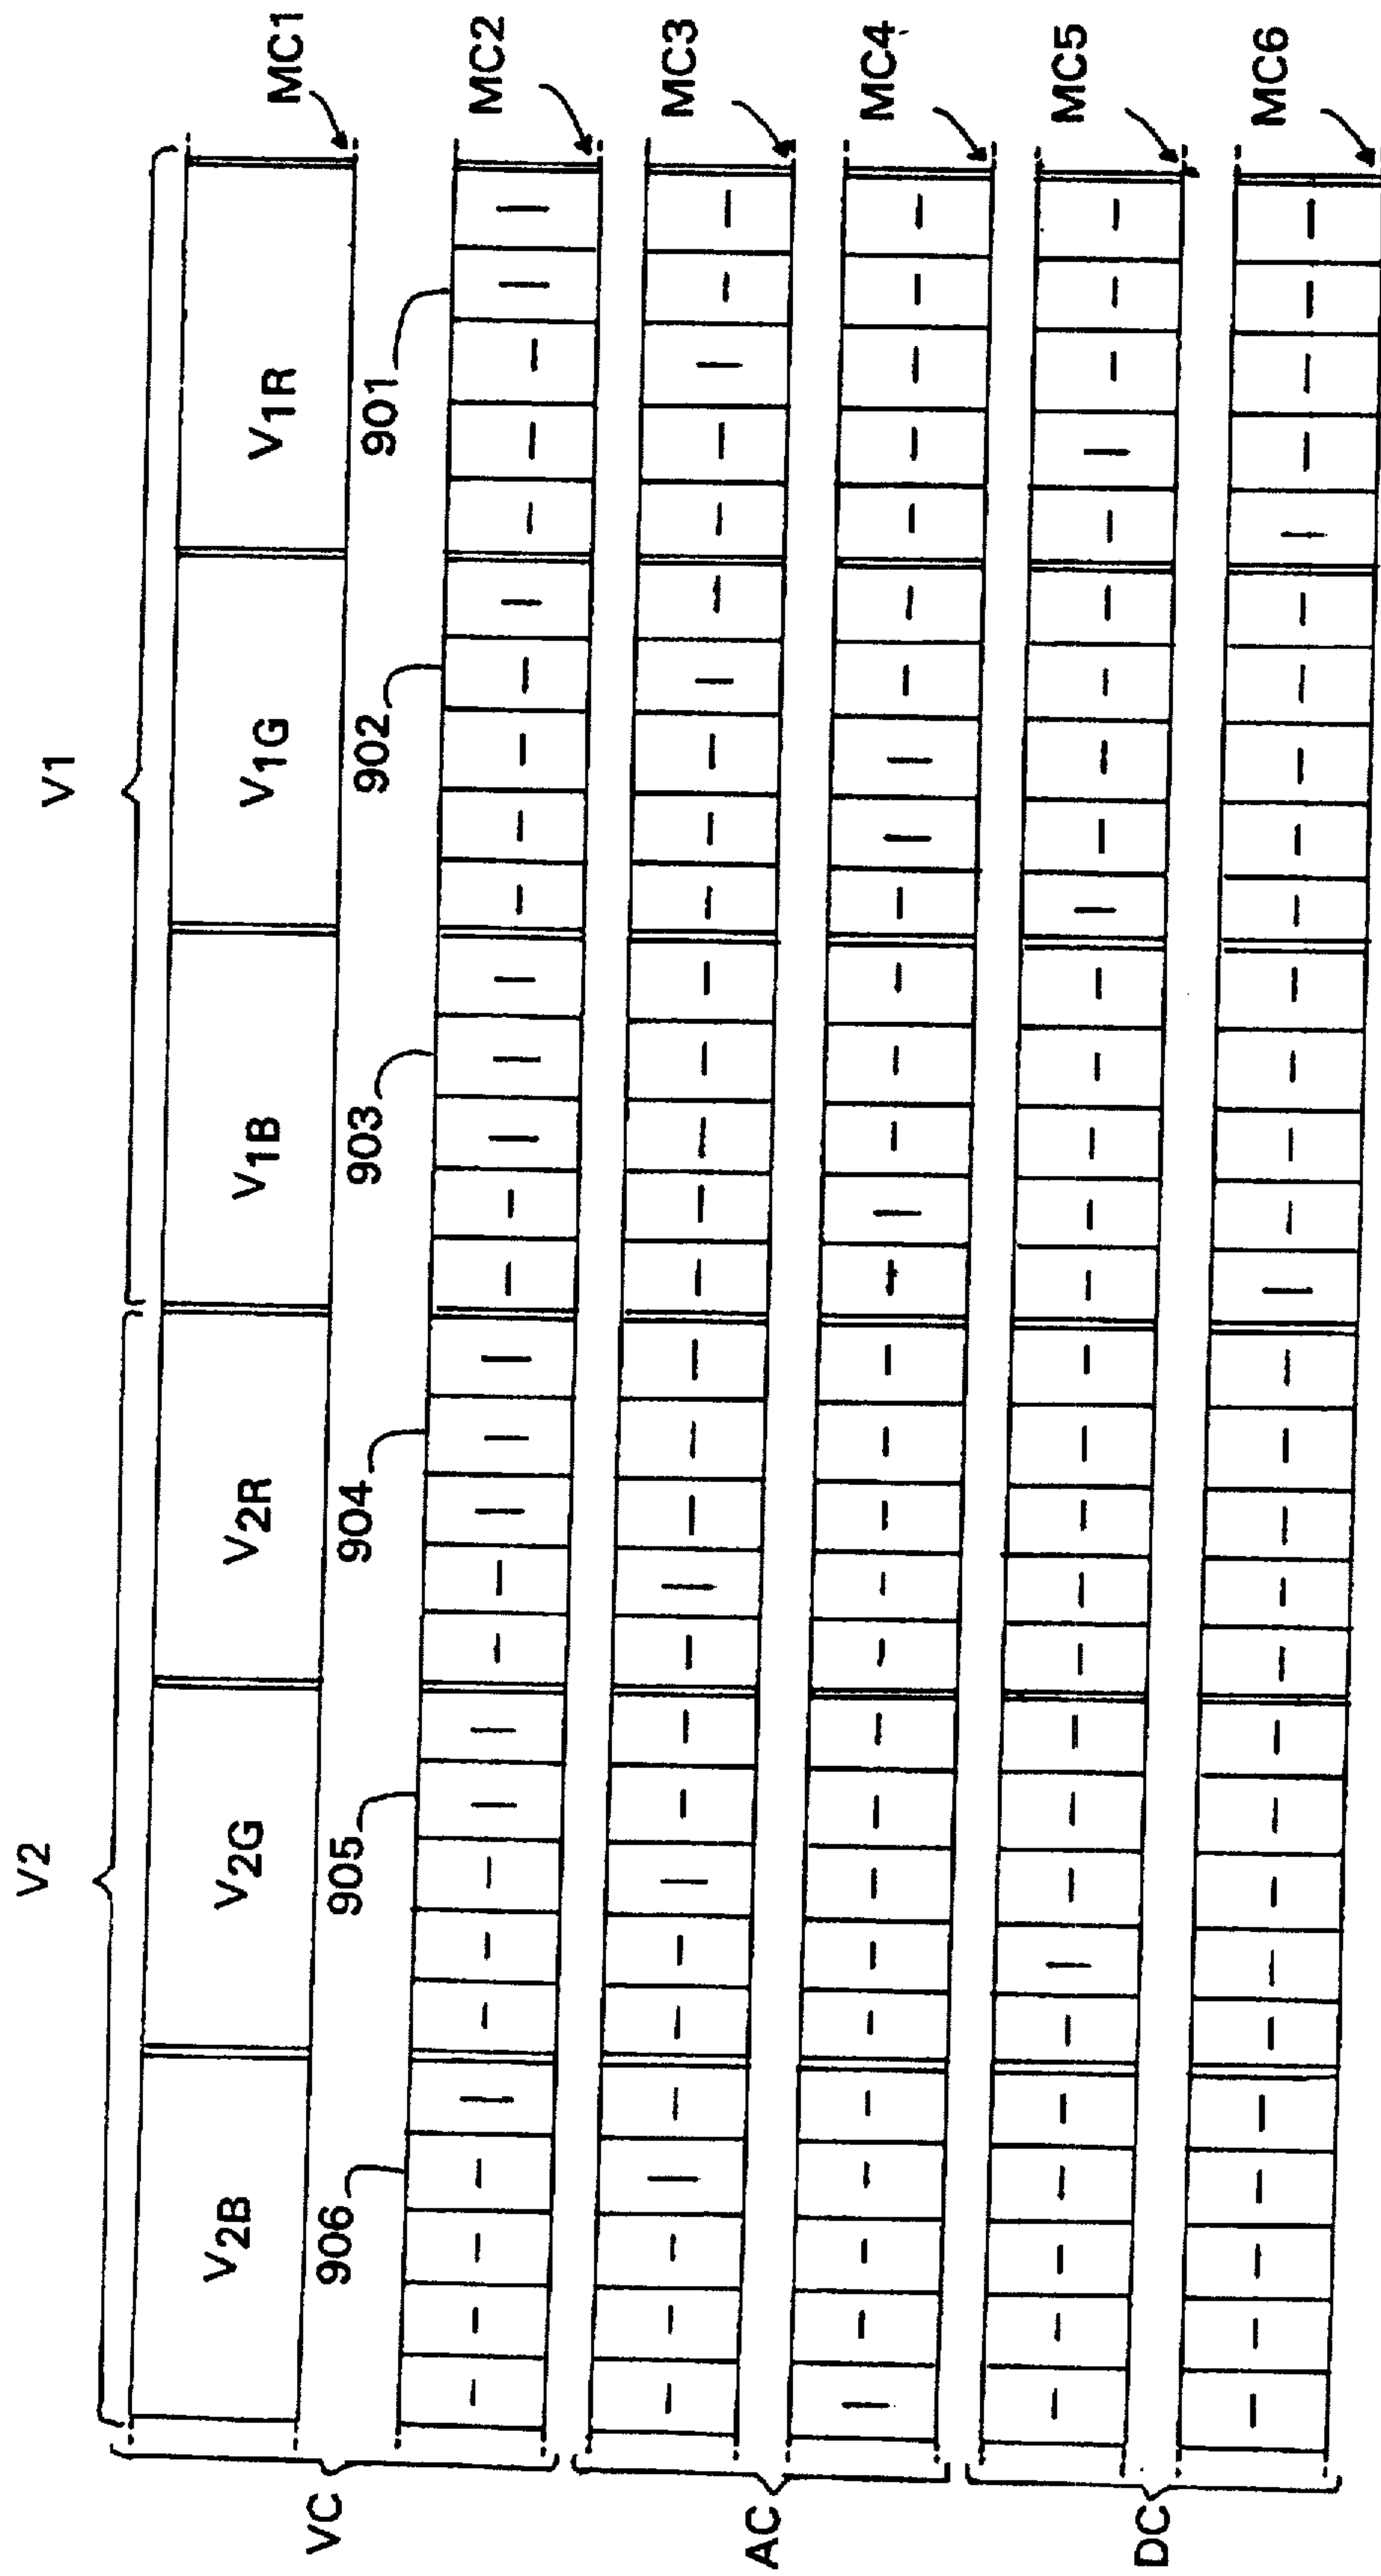 V2
V1
V2B
V2G
V2R
V1B
V1G
V1R
MC1
VC
906
905
904
903
902
901
MC2
MC3
AC
MC4
MC5
DC
MC6